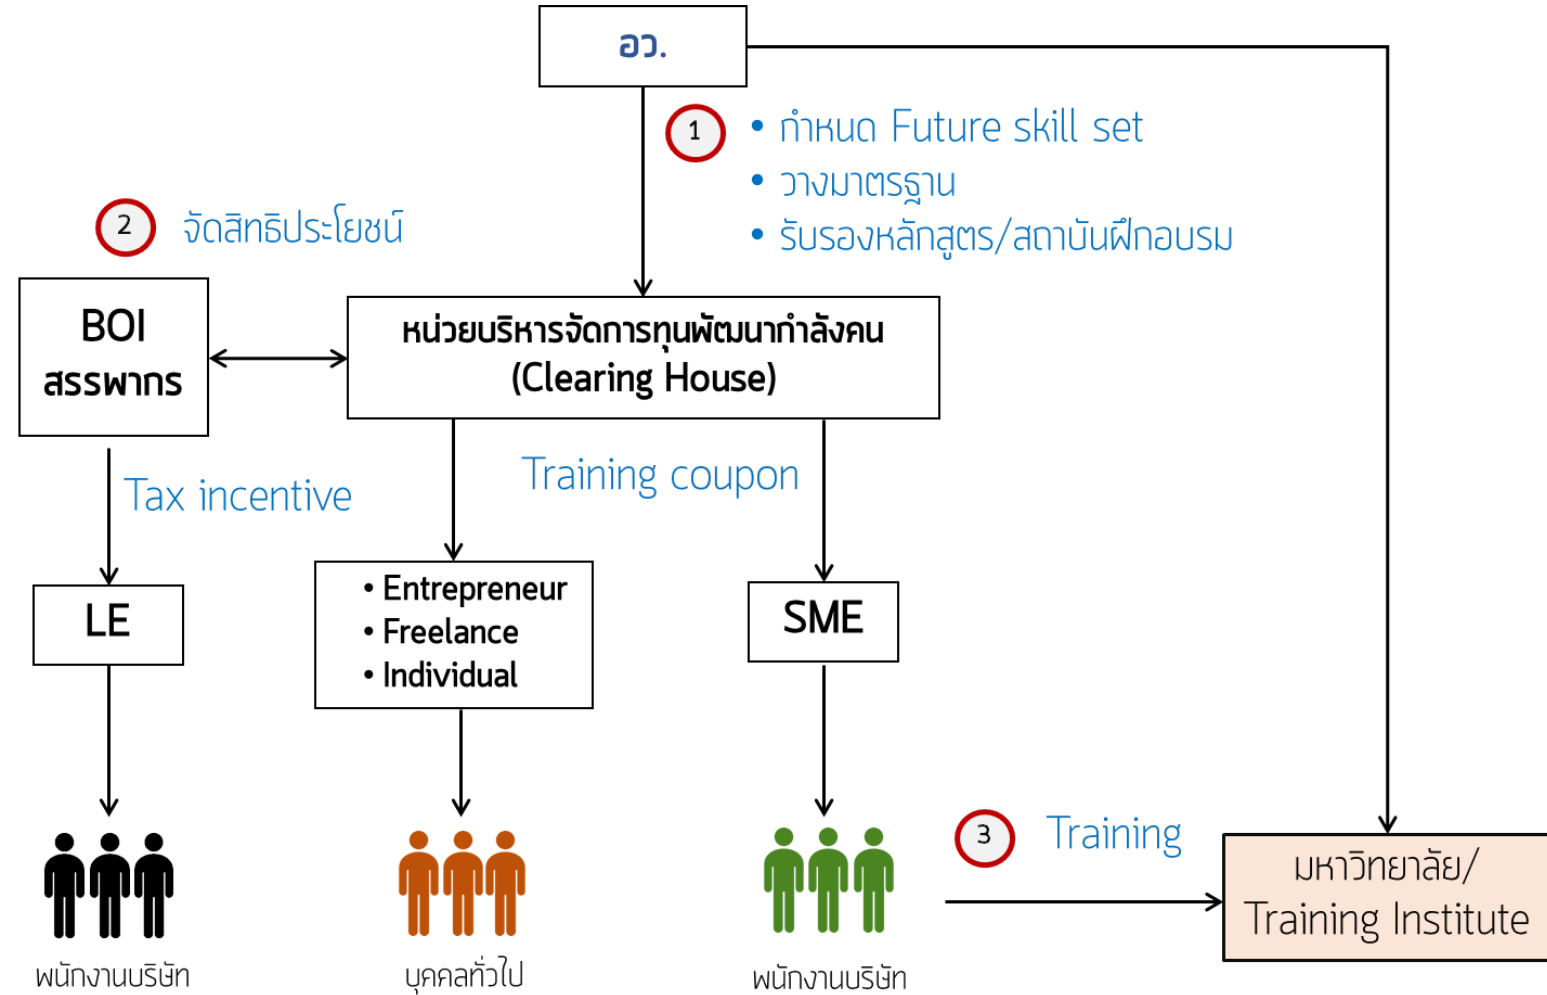 อว.
1
• กำหนด Future skill set
• วางมาตรฐาน
• รับรองหลักสูตร/สถาบันฝึกอบรม
2
จัดสิทธิประโยชน์
BOI
สรรพากร
หน่วยบริหารจัดการทุนพัฒนากำลังคน
(Clearing House)
Tax incentive
Training coupon
LE
• Entrepreneur
• Freelance
• Individual
SME
3
Training
มหาวิทยาลัย/
Training Institute
พนักงานบริษัท
บุคคลทั่วไป
พนักงานบริษัท